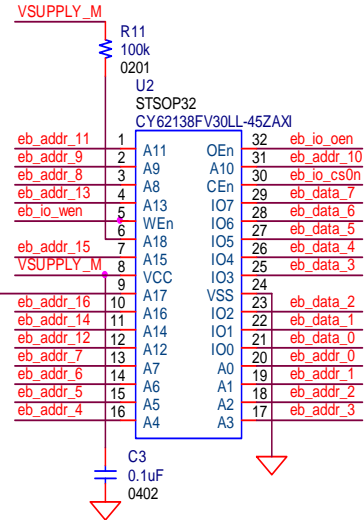 VSUPPLY_M
R11
100k
0201
U2
STSOP32
CY62138FV30LL-45ZAXI
eb_addr_11 1 A11 OEn 32 eb_io_oen
eb_addr_9 2 A9 A10 31 eb_addr_10
eb_addr_8 3 A8 CEn 30 eb_io_cs0n
eb_addr_13 4 A13 IO7 29 eb_data_7
eb_io_wen 5 WEn IO6 28 eb_data_6
6 A18 IO5 27 eb_data_5
eb_addr_15 7 A15 IO4 26 eb_data_4
VSUPPLY_M 8 VCC IO3 25 eb_data_3
9 A17 VSS 24
eb_addr_16 10 A16 IO2 23 eb_data_2
eb_addr_14 11 A14 IO1 22 eb_data_1
eb_addr_12 12 A12 IO0 21 eb_data_0
eb_addr_7 13 A7 A0 20 eb_addr_0
eb_addr_6 14 A6 A1 19 eb_addr_1
eb_addr_5 15 A5 A2 18 eb_addr_2
eb_addr_4 16 A4 A3 17 eb_addr_3
C3
0.1uF
0402